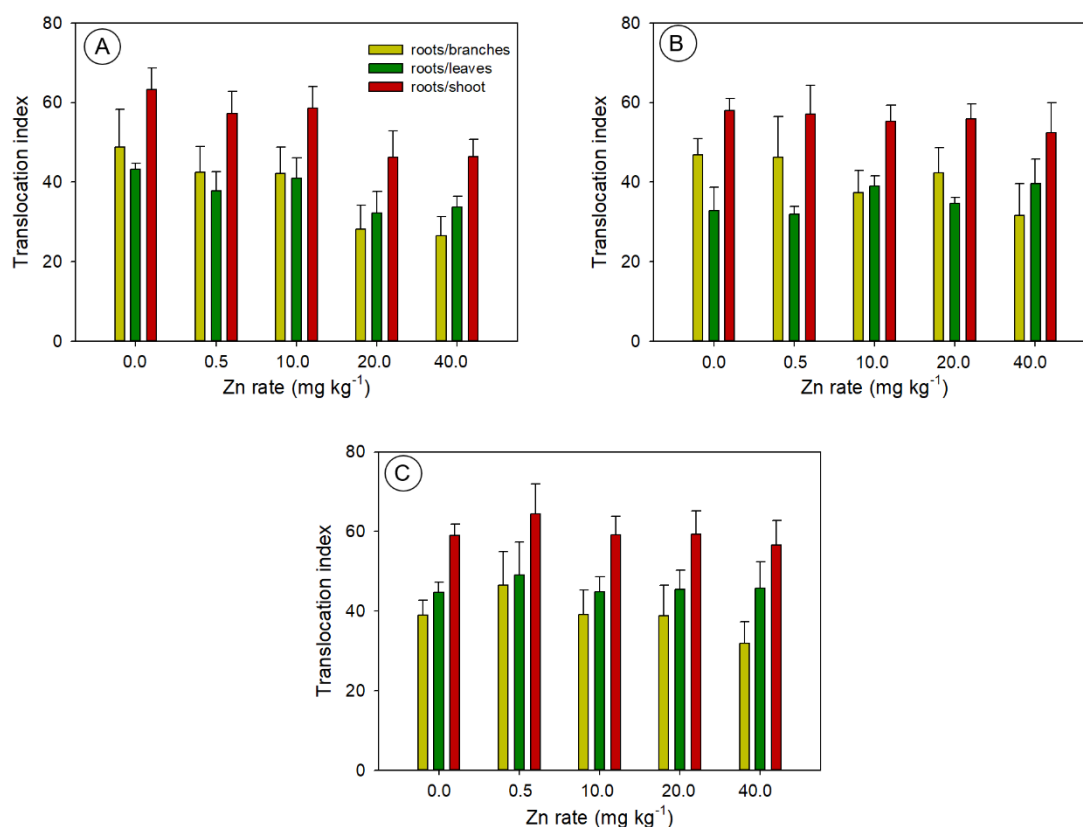 A
roots/branches
roots/leaves
roots/shoot
80
60
40
20
0
Translocation index
0.0 0.5 10.0 20.0 40.0
Zn rate (mg kg⁻¹)
B
80
60
40
20
0
Translocation index
0.0 0.5 10.0 20.0 40.0
Zn rate (mg kg⁻¹)
C
80
60
40
20
0
Translocation index
0.0 0.5 10.0 20.0 40.0
Zn rate (mg kg⁻¹)